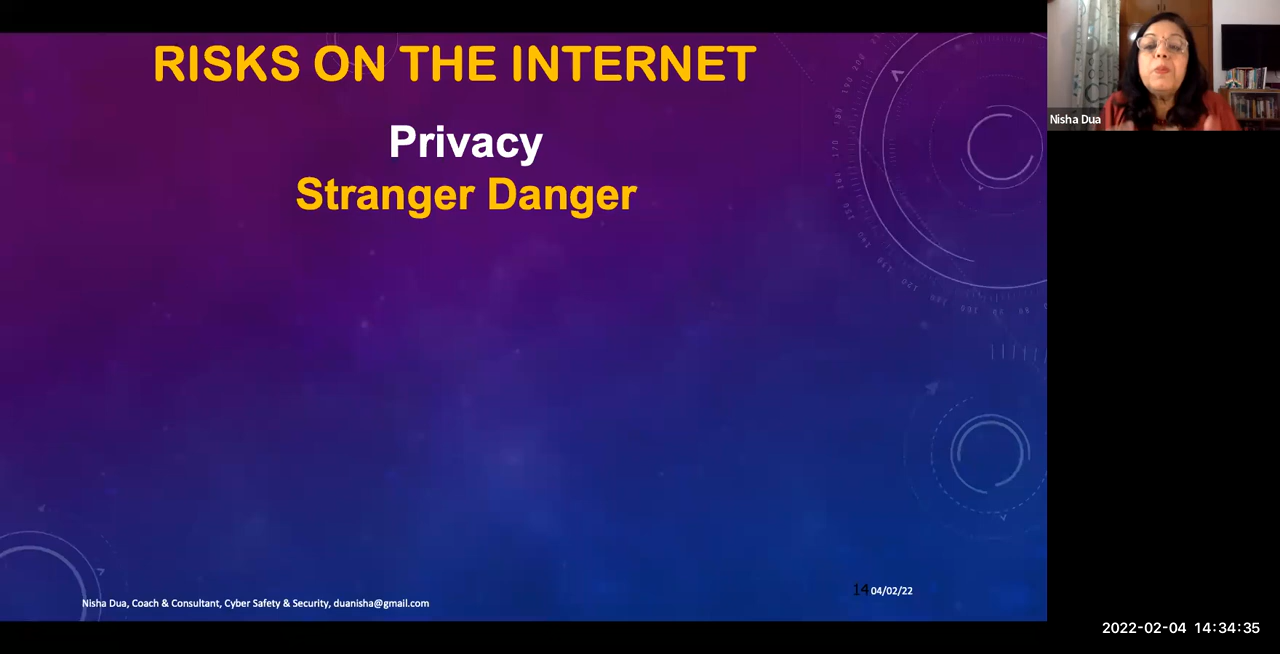 RISKS ON THE INTERNET
Privacy
Stranger Danger
Nisha Dua
Nisha Dua, Coach & Consultant, Cyber Safety & Security, duanisha@gmail.com
14 04/02/22
2022-02-04 14:34:35